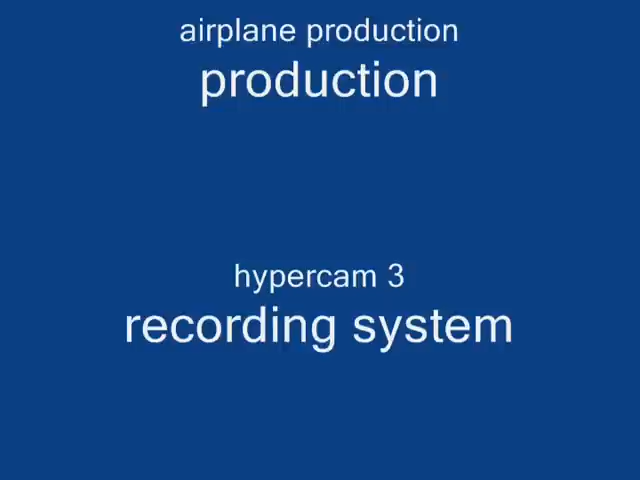 airplane production
production
hypercam 3
recording system